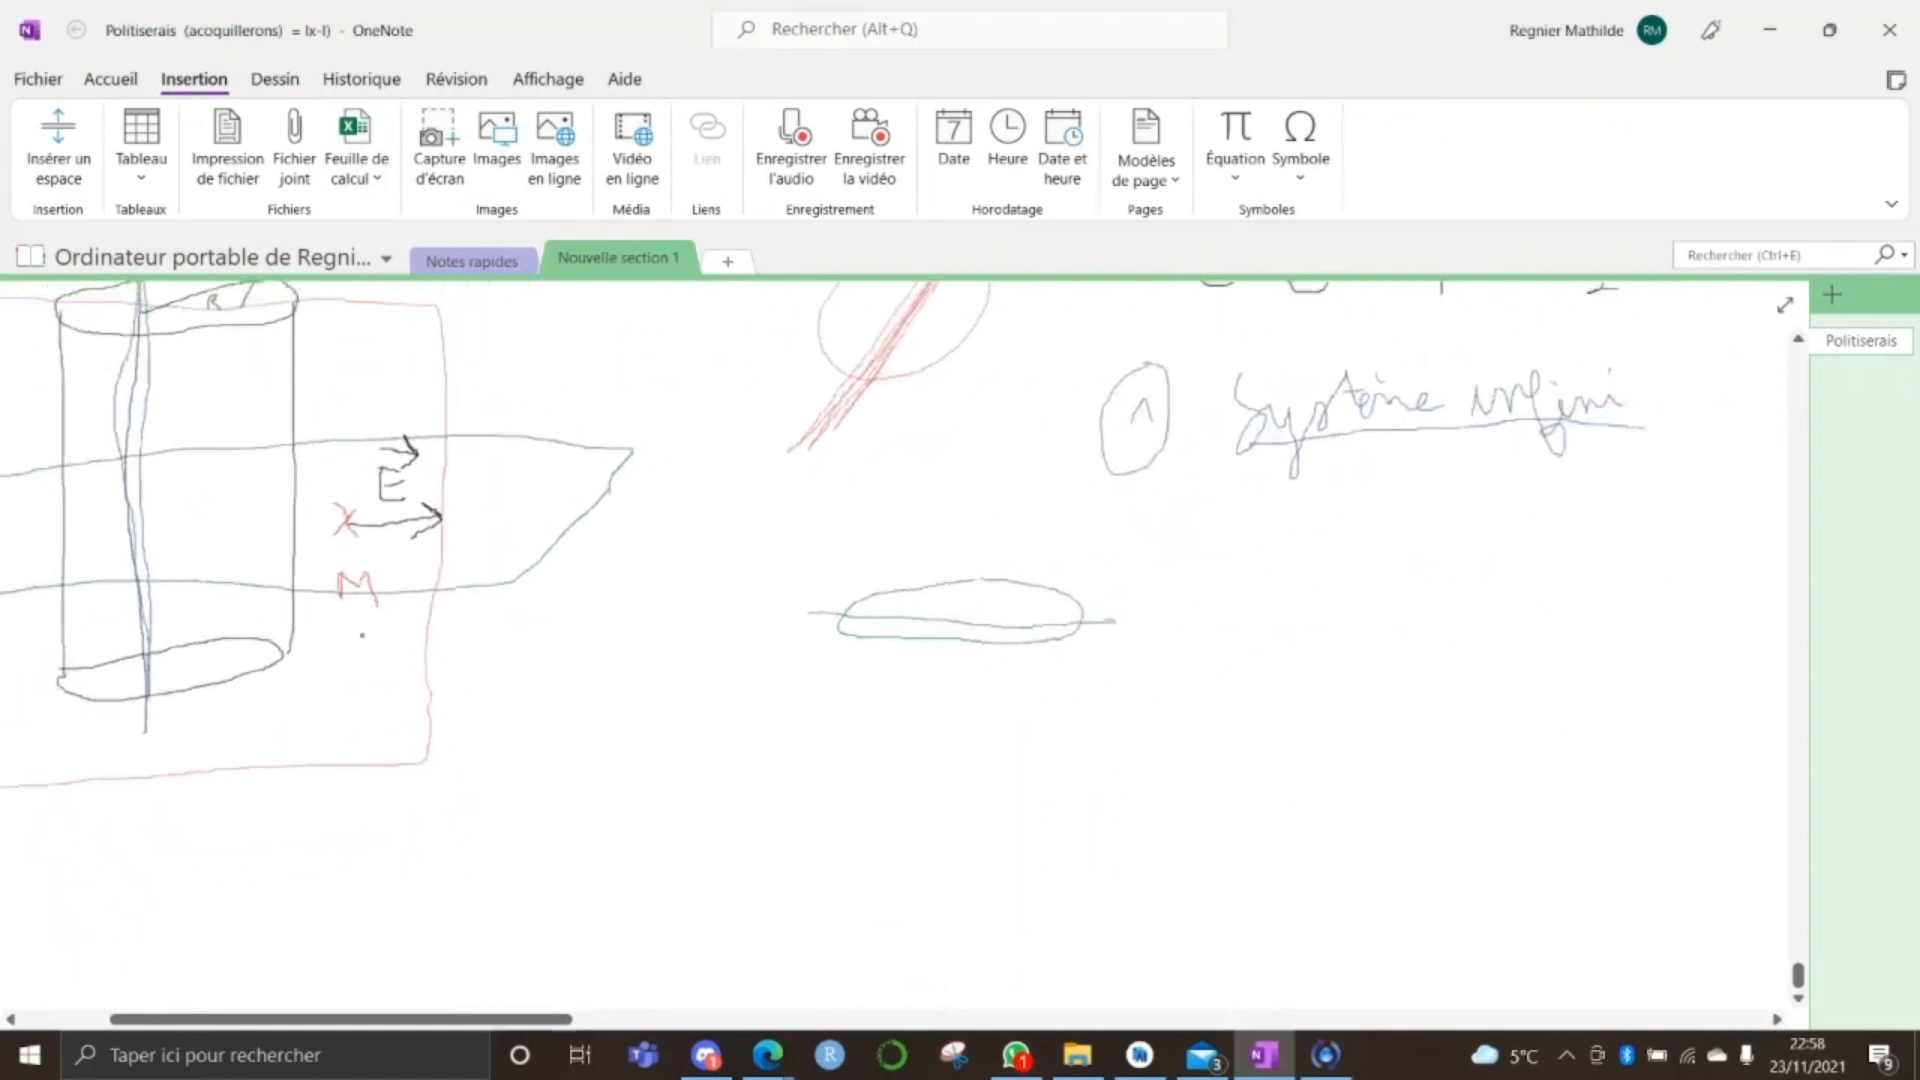 Politiserais (acoquillerons) = lx-l) - OneNote
Rechercher (Alt+Q)
Regnier Mathilde
RM
Fichier
Accueil
Insertion
Dessin
Historique
Révision
Affichage
Aide
Insérer un espace
Tableau
Impression de fichier
Fichier joint
Feuille de calcul
Capture d'écran
Images
Images en ligne
Vidéo en ligne
Lien
Enregistrer l'audio
Enregistrer la vidéo
7
Date
Heure
Date et heure
Modèles de page
π
Équation
Ω
Symbole
Insertion
Tableaux
Fichiers
Images
Média
Liens
Enregistrement
Horodatage
Pages
Symboles
Ordinateur portable de Regni...
Notes rapides
Nouvelle section 1
+
Rechercher (Ctrl+E)
Politiserais
R
1
Système infini
E
X
M
Taper ici pour rechercher
R
1
3
5°C
22:58
23/11/2021
9